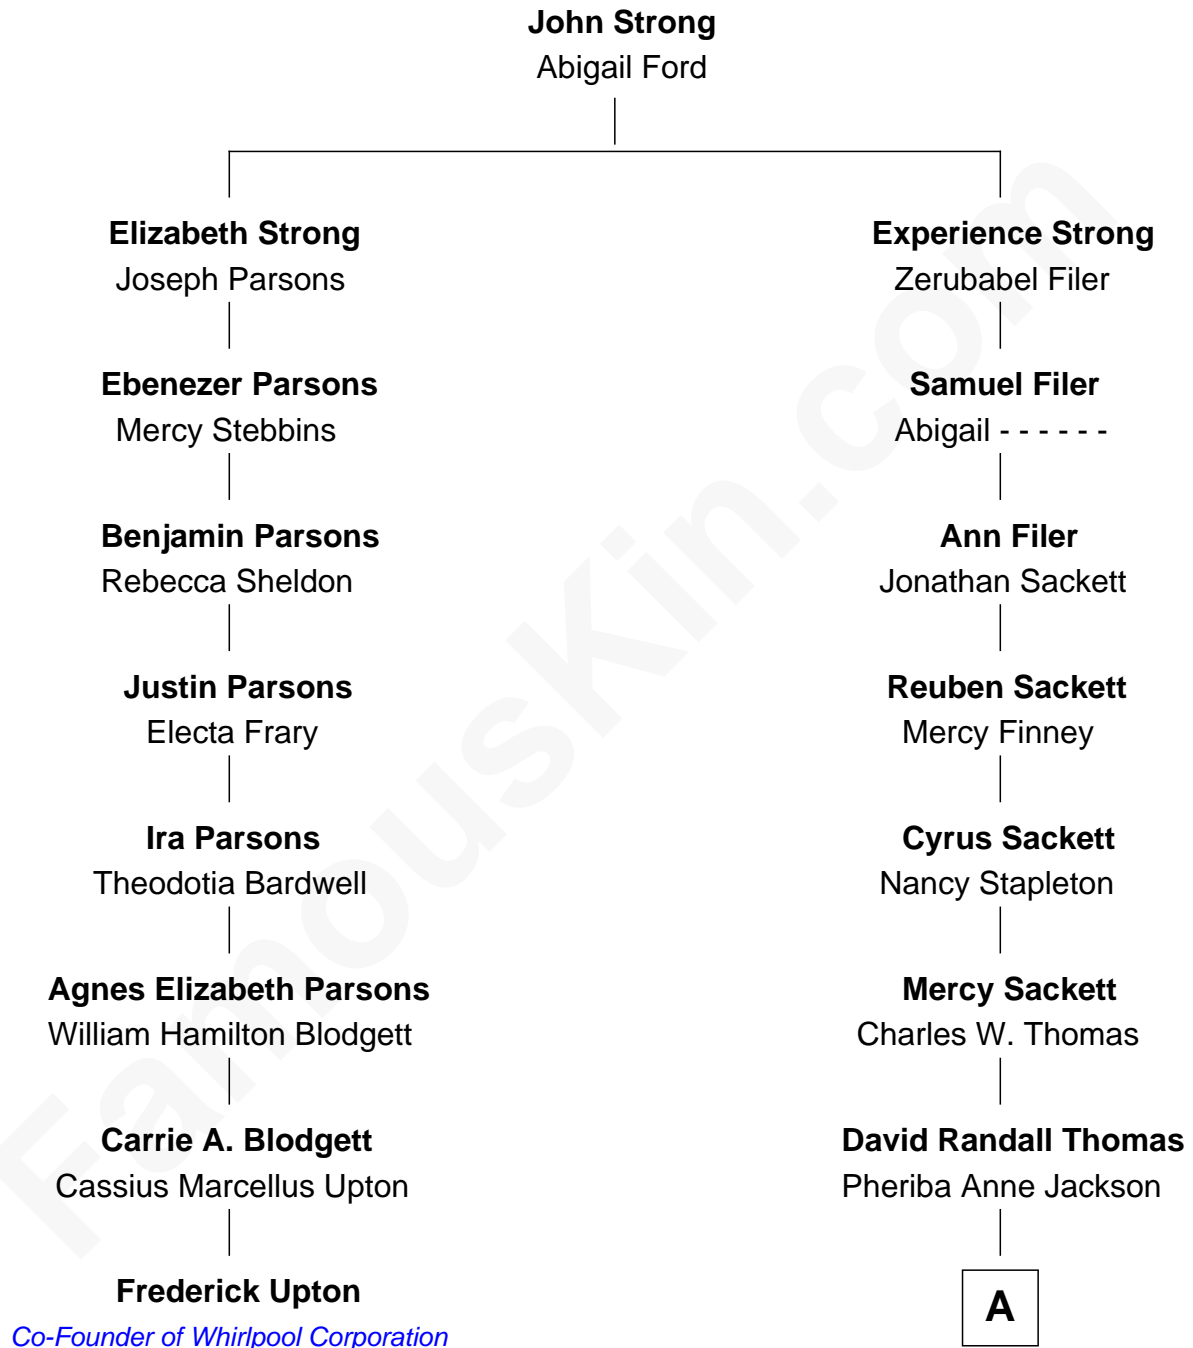 John Strong
Abigail Ford
Elizabeth Strong
Joseph Parsons
Experience Strong
Zerubabel Filer
Ebenezer Parsons
Mercy Stebbins
Samuel Filer
Abigail - - - - - -
Benjamin Parsons
Rebecca Sheldon
Ann Filer
Jonathan Sackett
Justin Parsons
Electa Frary
Reuben Sackett
Mercy Finney
Ira Parsons
Theodotia Bardwell
Cyrus Sackett
Nancy Stapleton
Agnes Elizabeth Parsons
William Hamilton Blodgett
Mercy Sackett
Charles W. Thomas
Carrie A. Blodgett
Cassius Marcellus Upton
David Randall Thomas
Pheriba Anne Jackson
Frederick Upton
Co-Founder of Whirlpool Corporation
A
FamousKin.com